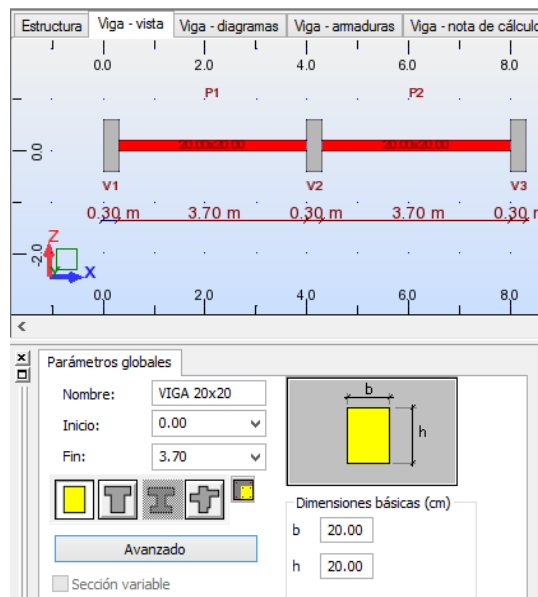 Estructura Viga - vista Viga - diagramas Viga - armaduras Viga - nota de cálculo
0.0 2.0 4.0 6.0 8.0
P1 P2
0.0 20.00x20.00 20.00x20.00
V1 V2 V3
0.30 m 3.70 m 0.30 m 3.70 m 0.30 m
-2.0 Z
Y X
0.0 2.0 4.0 6.0 8.0
<
x
Parámetros globales
Nombre: VIGA 20x20
Inicio: 0.00
Fin: 3.70
b
h
Dimensiones básicas (cm)
b 20.00
Avanzado
h 20.00
Sección variable